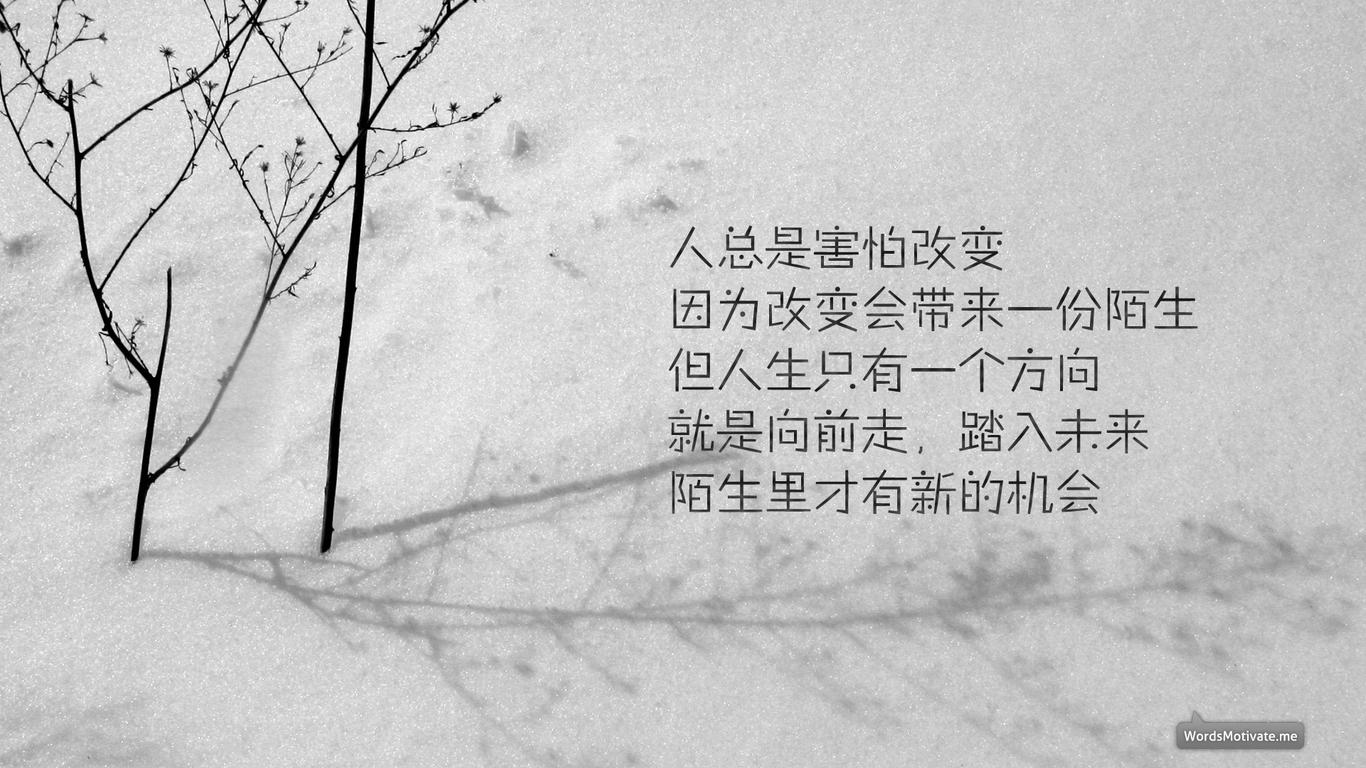 人总是害怕改变
因为改变会带来一份陌生
但人生只有一个方向
就是向前走，踏入未来
陌生里才有新的机会
WordsMotivate.me